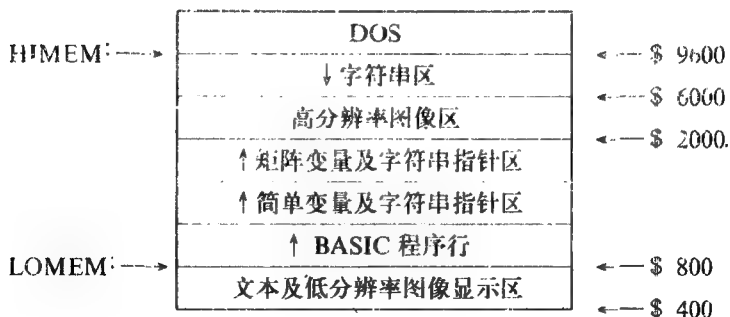 DOS
HIMEM:
$ 9600
↓字符串区
$ 6000
高分辨率图像区
$ 2000.
↑矩阵变量及字符串指针区
↑简单变量及字符串指针区
↑ BASIC 程序行
LOMEM:
$ 800
文本及低分辨率图像显示区
$ 400